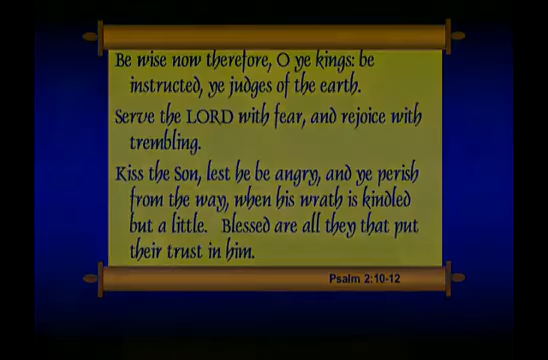 Be wise now therefore, O ye kings: be
instructed, ye judges of the earth.
Serve the LORD with fear, and rejoice with
trembling.
Kiss the Son, lest he be angry, and ye perish
from the way, when his wrath is kindled
but a little. Blessed are all they that put
their trust in him.
Psalm 2:10-12